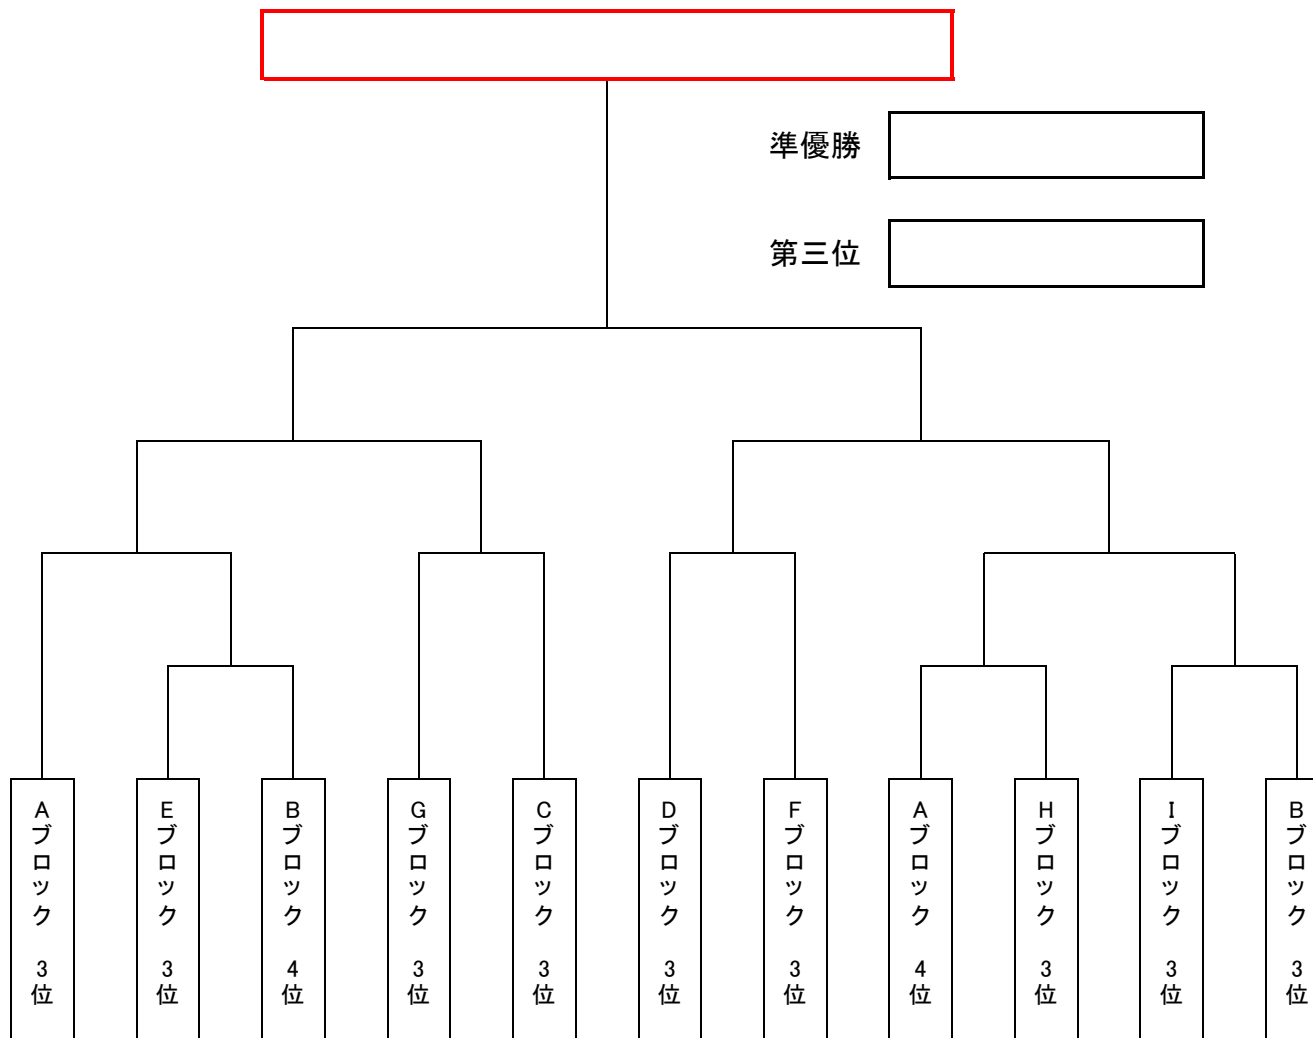 準優勝
第三位
Aブロック 3位
Eブロック 3位
Bブロック 4位
Gブロック 3位
Cブロック 3位
Dブロック 3位
Fブロック 3位
Aブロック 4位
Hブロック 3位
Iブロック 3位
Bブロック 3位